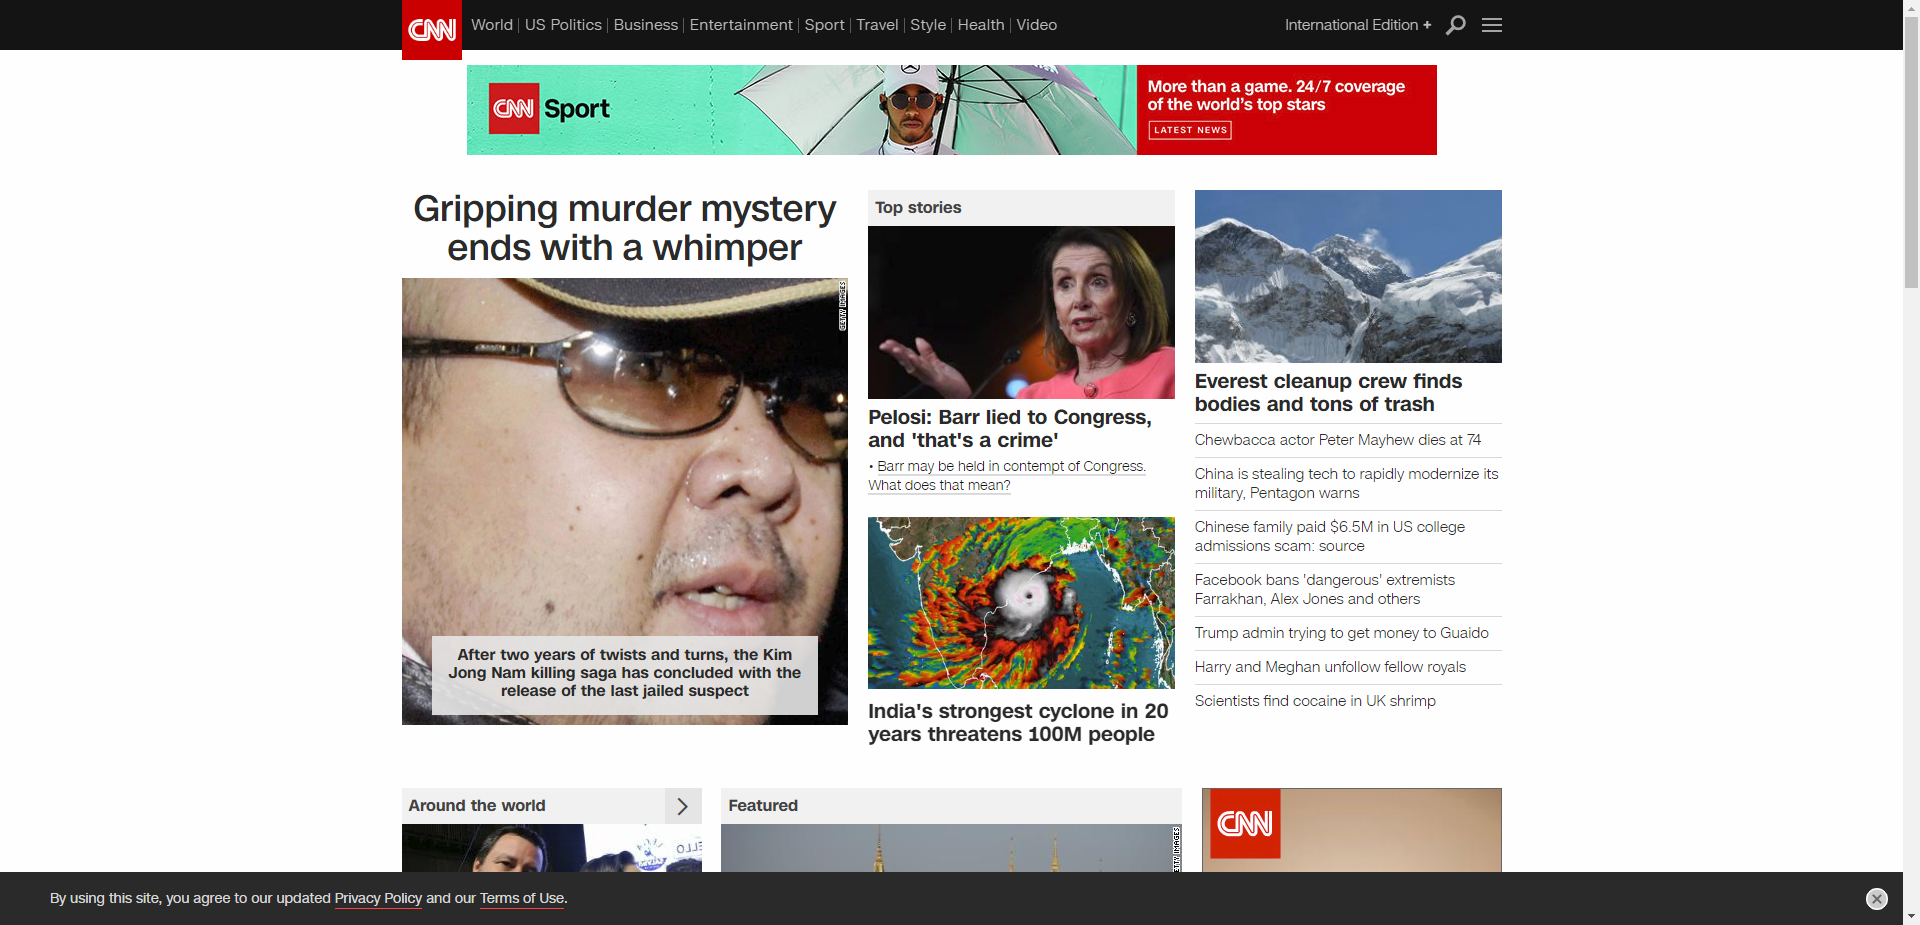 CNN
World
US Politics
Business
Entertainment
Sport
Travel
Style
Health
Video
International Edition +
CNN Sport
More than a game. 24/7 coverage
of the world's top stars
LATEST NEWS
Gripping murder mystery
ends with a whimper
GETTY IMAGES
After two years of twists and turns, the Kim
Jong Nam killing saga has concluded with the
release of the last jailed suspect
Top stories
Pelosi: Barr lied to Congress,
and 'that's a crime'
• Barr may be held in contempt of Congress.
What does that mean?
India's strongest cyclone in 20
years threatens 100M people
Everest cleanup crew finds
bodies and tons of trash
Chewbacca actor Peter Mayhew dies at 74
China is stealing tech to rapidly modernize its
military, Pentagon warns
Chinese family paid $6.5M in US college
admissions scam: source
Facebook bans 'dangerous' extremists
Farrakhan, Alex Jones and others
Trump admin trying to get money to Guaido
Harry and Meghan unfollow fellow royals
Scientists find cocaine in UK shrimp
Around the world
Featured
CNN
By using this site, you agree to our updated Privacy Policy and our Terms of Use.